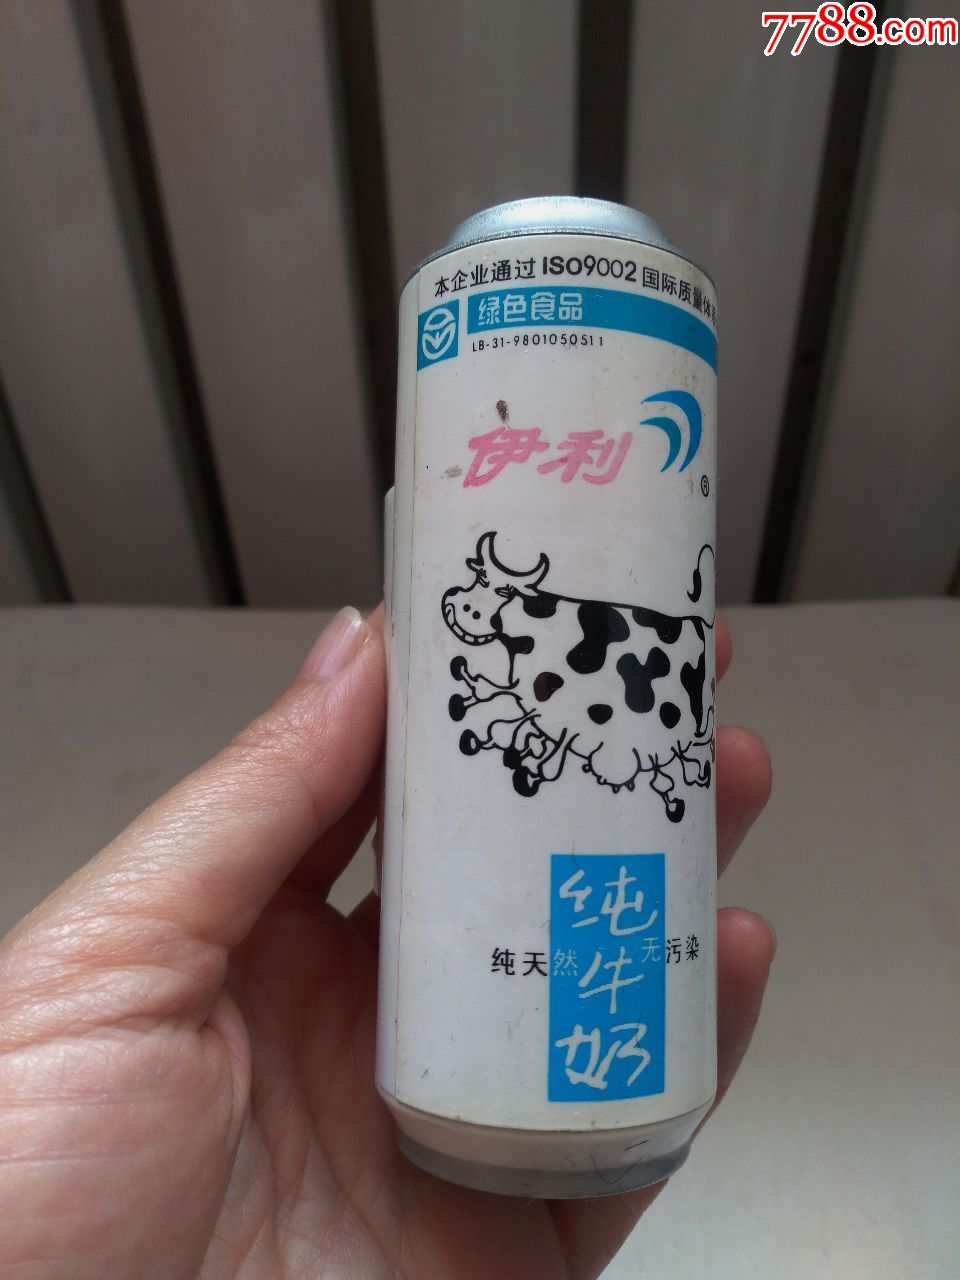 7788.com
本企业通过ISO9002国际质量体系
绿色食品
LB-31-9801050511
伊利
®
纯牛奶
纯天然无污染